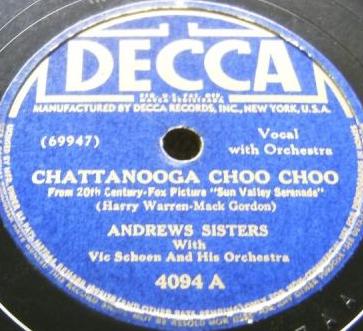 DECCA
MANUFACTURED BY DECCA RECORDS, INC., NEW YORK, U.S.A.
(69947)
Vocal
with Orchestra
CHATTANOOGA CHOO CHOO
From 20th Century-Fox Picture "Sun Valley Serenade"
(Harry Warren-Mack Gordon)
ANDREWS SISTERS
With
Vic Schoen And His Orchestra
4094 A